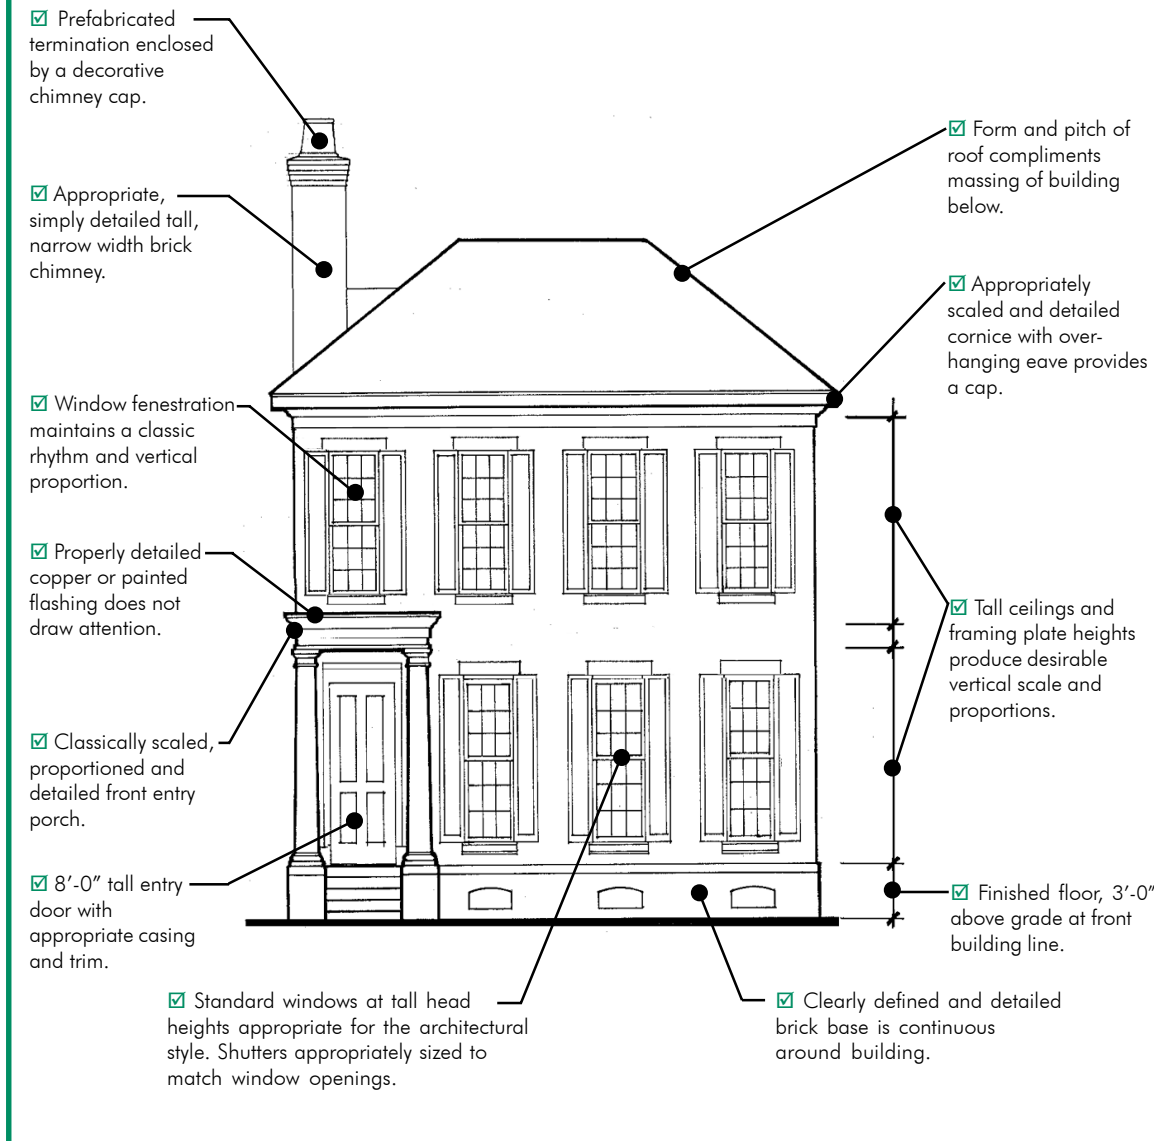 ☑ Prefabricated
termination enclosed
by a decorative
chimney cap.
☑ Appropriate,
simply detailed tall,
narrow width brick
chimney.
☑ Window fenestration
maintains a classic
rhythm and vertical
proportion.
☑ Properly detailed
copper or painted
flashing does not
draw attention.
☑ Classically scaled,
proportioned and
detailed front entry
porch.
☑ 8’-0” tall entry
door with
appropriate casing
and trim.
☑ Standard windows at tall head
heights appropriate for the architectural
style. Shutters appropriately sized to
match window openings.
☑ Form and pitch of
roof compliments
massing of building
below.
☑ Appropriately
scaled and detailed
cornice with over-
hanging eave provides
a cap.
☑ Tall ceilings and
framing plate heights
produce desirable
vertical scale and
proportions.
☑ Finished floor, 3’-0”
above grade at front
building line.
☑ Clearly defined and detailed
brick base is continuous
around building.